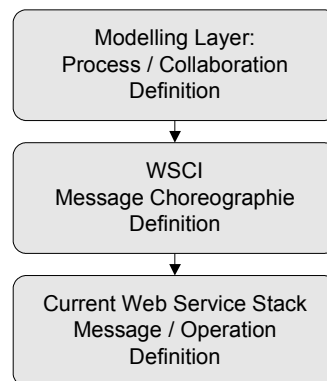 Modelling Layer:
Process / Collaboration
Definition
WSCI
Message Choreographie
Definition
Current Web Service Stack
Message / Operation
Definition